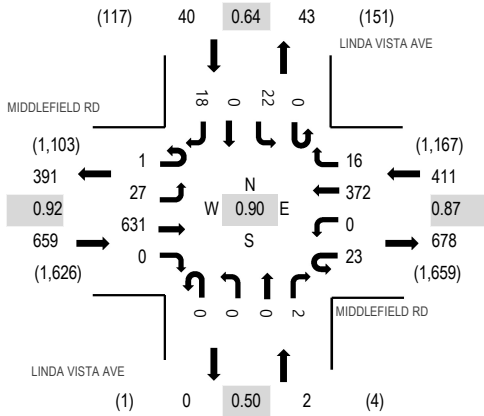 (117) 40 0.64 43 (151)
LINDA VISTA AVE
18 0 22 0
MIDDLEFIELD RD
(1,103) (1,167)
1 16
391 411
27 N 372
0.92 W 0.90 E 0.87
631 0
659 S 678
0 23
(1,626) (1,659)
0 0 0 2
MIDDLEFIELD RD
LINDA VISTA AVE
(1) 0 0.50 2 (4)